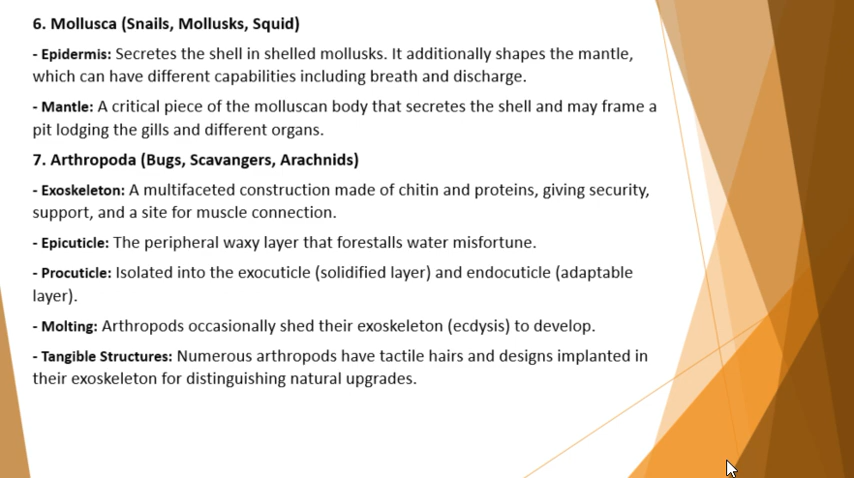 6. Mollusca (Snails, Mollusks, Squid)
- Epidermis: Secretes the shell in shelled mollusks. It additionally shapes the mantle,
which can have different capabilities including breath and discharge.
- Mantle: A critical piece of the molluscan body that secretes the shell and may frame a
pit lodging the gills and different organs.
7. Arthropoda (Bugs, Scavangers, Arachnids)
- Exoskeleton: A multifaceted construction made of chitin and proteins, giving security,
support, and a site for muscle connection.
- Epicuticle: The peripheral waxy layer that forestalls water misfortune.
- Procuticle: Isolated into the exocuticle (solidified layer) and endocuticle (adaptable
layer).
- Molting: Arthropods occasionally shed their exoskeleton (ecdysis) to develop.
- Tangible Structures: Numerous arthropods have tactile hairs and designs implanted in
their exoskeleton for distinguishing natural upgrades.